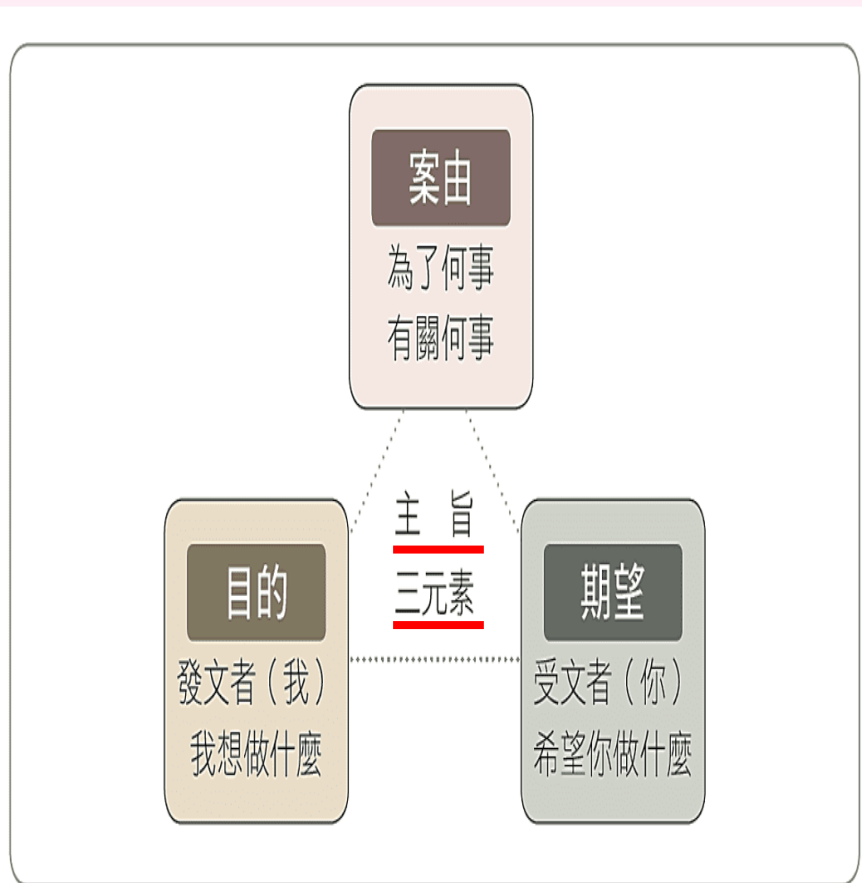 案由
為了何事
有關何事
主 旨
三元素
目的
發文者（我）
我想做什麼
期望
受文者（你）
希望你做什麼